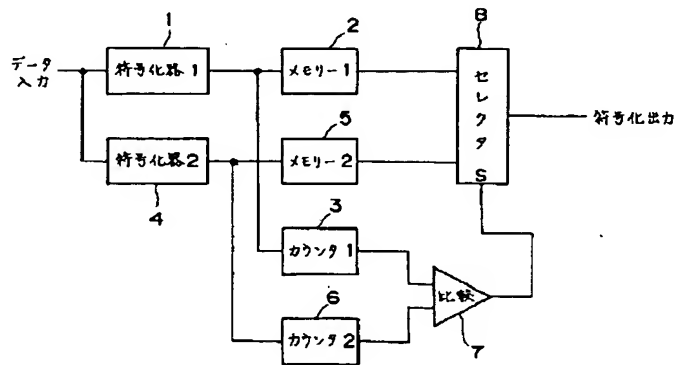 1
2
8
データ
入力
符号化器1
メモリー1
セレクタ S
符号化出力
5
符号化器2
メモリー2
4
3
カウンタ1
比較
6
カウンタ2
7